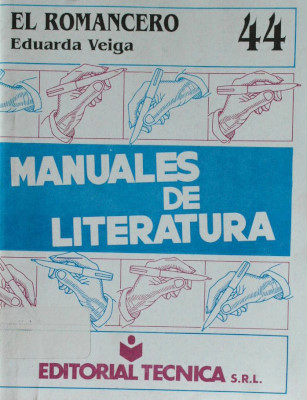 EL ROMANCERO
Eduarda Veiga
44
MANUALES
DE
LITERATURA
EDITORIAL TECNICA S.R.L.